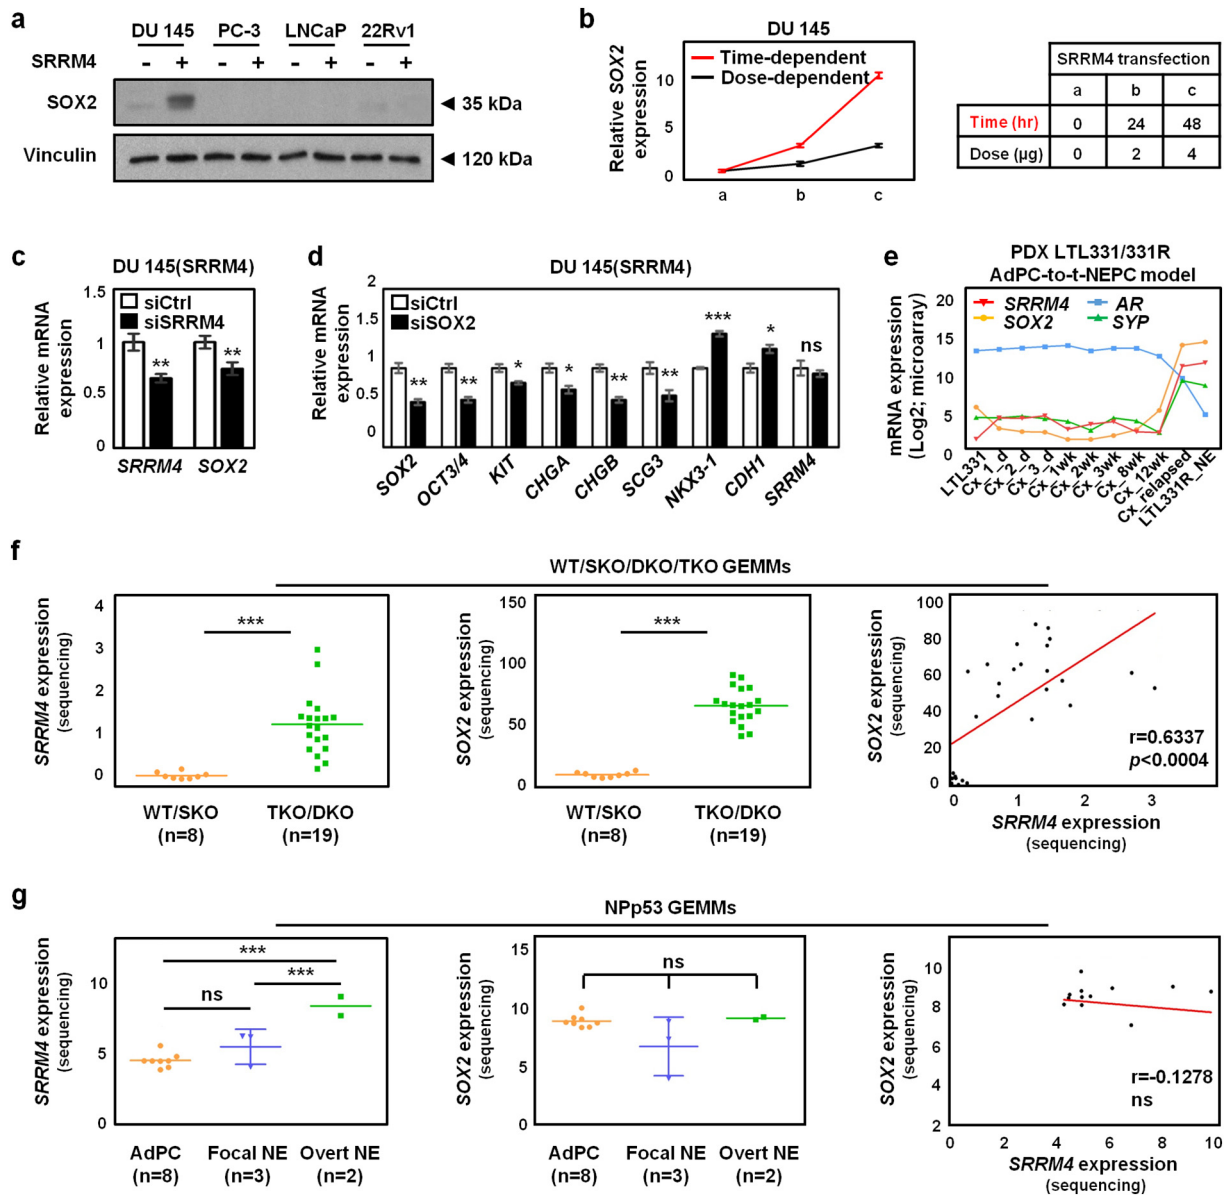 a
DU 145 PC-3 LNCaP 22Rv1
SRRM4 - + - + - + - +
SOX2 ◄ 35 kDa
Vinculin ◄ 120 kDa
b
DU 145
Relative SOX2
expression
10
5
0
Time-dependent
Dose-dependent
a b c
SRRM4 transfection
a b c
Time (hr) 0 24 48
Dose (µg) 0 2 4
c
DU 145(SRRM4)
Relative mRNA
expression
1.5
1
0.5
0
siCtrl
siSRRM4
** **
SRRM4 SOX2
d
DU 145(SRRM4)
Relative mRNA
expression
2
1.5
1
0.5
0
siCtrl
siSOX2
** ** * * ** ** *** * ns
SOX2 OCT3/4 KIT CHGA CHGB SCG3 NKX3-1 CDH1 SRRM4
e
PDX LTL331/331R
AdPC-to-t-NEPC model
mRNA expression
(Log2; microarray)
20
15
10
5
0
SRRM4 AR
SOX2 SYP
LTL331 Cx_1_d Cx_2_d Cx_3_d Cx_1wk Cx_2wk Cx_3wk Cx_8wk Cx_12wk Cx_relapsed LTL331R_NE
f
WT/SKO/DKO/TKO GEMMs
SRRM4 expression
(sequencing)
4
3
2
1
0
***
WT/SKO TKO/DKO
(n=8) (n=19)
SOX2 expression
(sequencing)
150
100
50
0
***
WT/SKO TKO/DKO
(n=8) (n=19)
SOX2 expression
(sequencing)
100
80
60
40
20
0
r=0.6337
p<0.0004
0 1 2 3
SRRM4 expression
(sequencing)
g
NPp53 GEMMs
SRRM4 expression
(sequencing)
10
5
0
***
***
ns
AdPC Focal NE Overt NE
(n=8) (n=3) (n=2)
SOX2 expression
(sequencing)
15
10
5
0
ns
AdPC Focal NE Overt NE
(n=8) (n=3) (n=2)
SOX2 expression
(sequencing)
10
8
6
4
2
r=-0.1278
ns
0 2 4 6 8 10
SRRM4 expression
(sequencing)